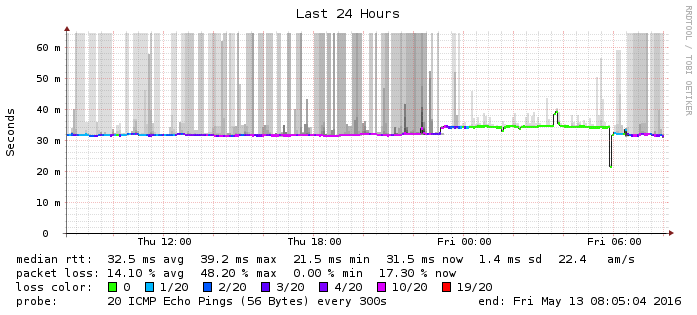 Last 24 Hours
RRDTOOL / TOBI OETIKER
Seconds
60 m
50 m
40 m
30 m
20 m
10 m
0
Thu 12:00 Thu 18:00 Fri 00:00 Fri 06:00
median rtt: 32.5 ms avg 39.2 ms max 21.5 ms min 31.5 ms now 1.4 ms sd 22.4 am/s
packet loss: 14.10 % avg 48.20 % max 0.00 % min 17.30 % now
loss color: 0 1/20 2/20 3/20 4/20 10/20 19/20
probe: 20 ICMP Echo Pings (56 Bytes) every 300s end: Fri May 13 08:05:04 2016